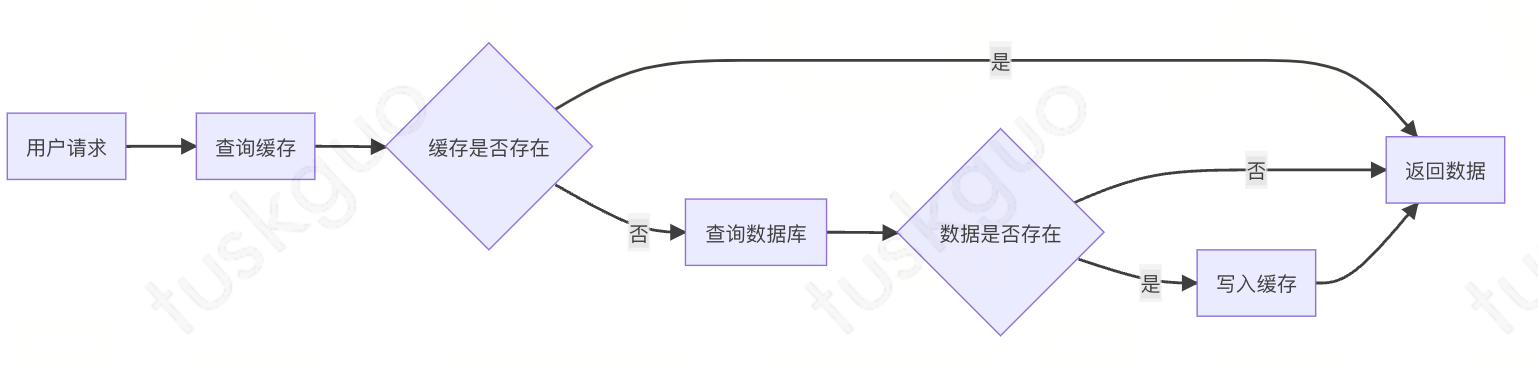 用户请求
查询缓存
缓存是否存在
是
否
查询数据库
数据是否存在
否
是
写入缓存
返回数据
tuskguo
tuskguo